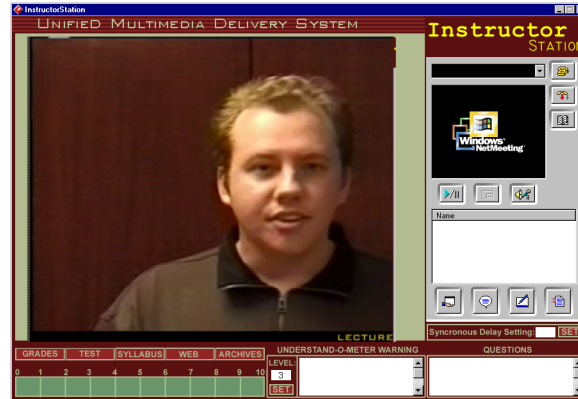 InstructorStation
UNIFIED MULTIMEDIA DELIVERY SYSTEM
Instructor
STATION
Windows
NetMeeting
Name
LECTURE
Syncronous Delay Setting: SET
GRADES TEST SYLLABUS WEB ARCHIVES
0 1 2 3 4 5 6 7 8 9 10
UNDERSTAND-O-METER WARNING
LEVEL:
3
SET
QUESTIONS